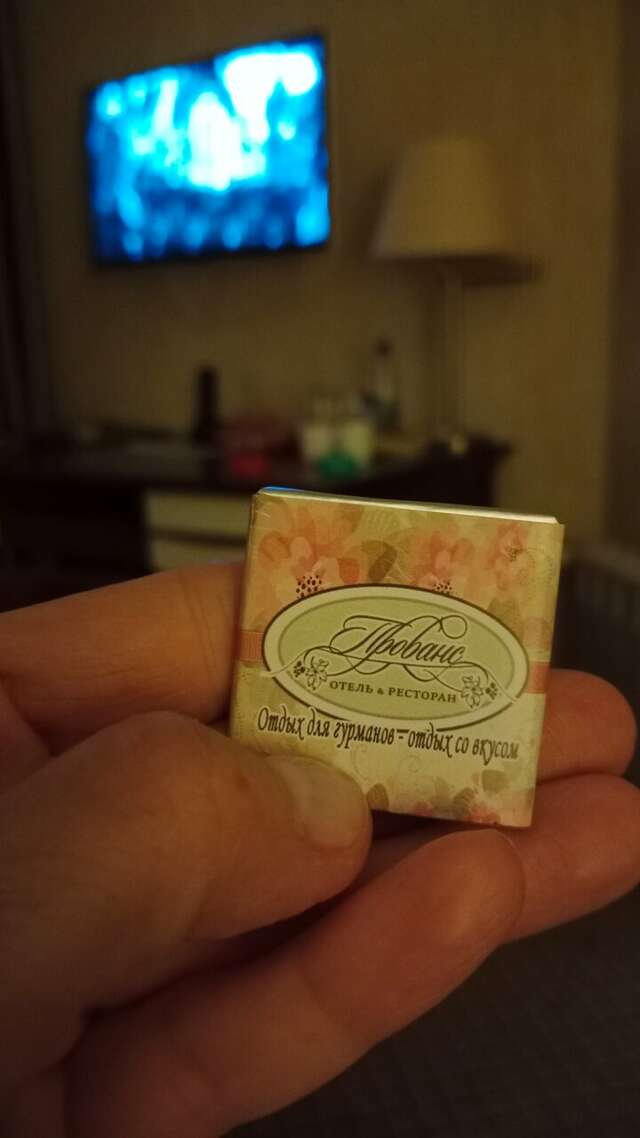 Прованс
ОТЕЛЬ & РЕСТОРАН
Отдых для гурманов - отдых со вкусом